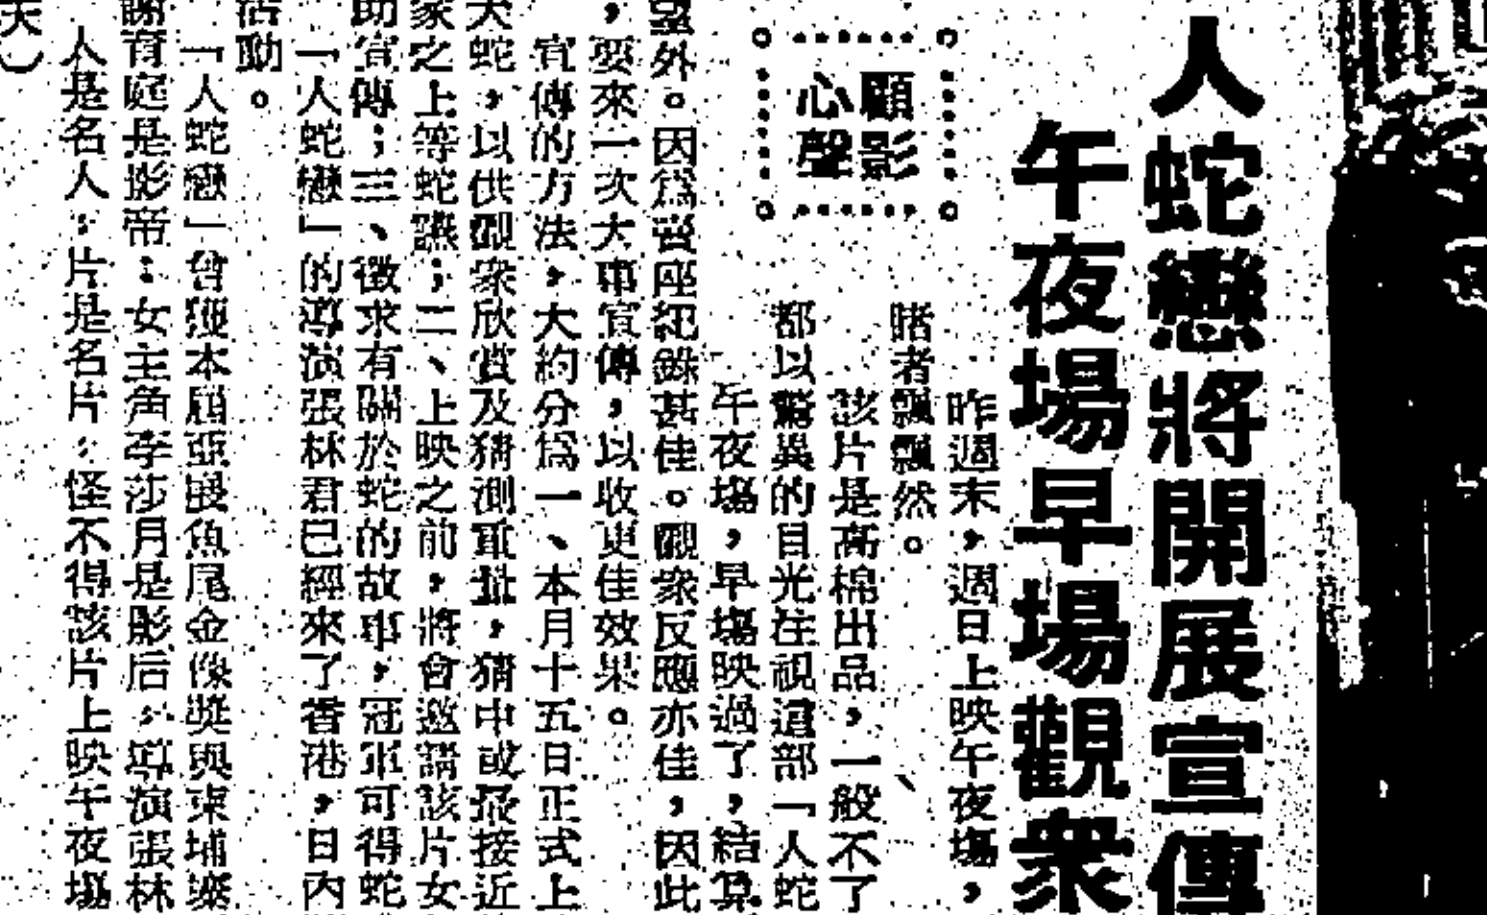 人蛇戀將開展宣傳
午夜場早場觀衆
顧影
心聲
昨週末，週日上映午夜場，
睹者飄飄然。
該片是高棉出品，一般不了
都以驚異的目光注視這部「人蛇
午夜場，早場映過了，結算
望外。因爲賣座紀錄甚佳。觀衆反應亦佳，因此
，要來一次大事宣傳，以收更佳效果。
宣傳的方法，大約分爲一、本月十五日正式上
大蛇，以供觀衆欣賞及猜測重量，猜中或最接近
家之上等蛇羹；二、上映之前，將會邀請該片女
助宣傳；三、徵求有關於蛇的故事，冠軍可得蛇
「人蛇戀」的導演張林君已經來了香港，日內
活動。
「人蛇戀」曾獲本屆亞展魚尾金像獎與柬埔寨
謝育庭是影帝；女主角李莎月是影后；導演張林
人是名人，片是名片，怪不得該片上映午夜場
天）